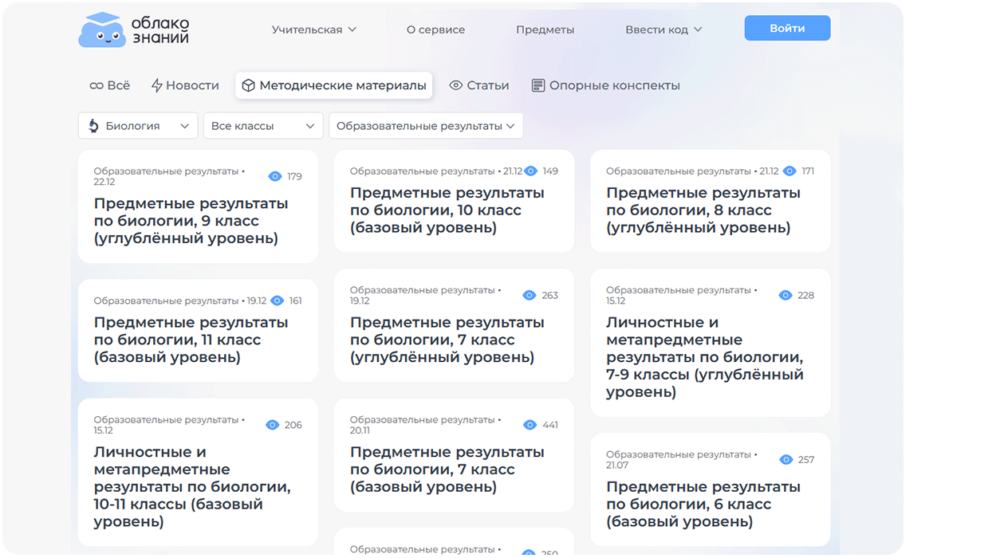 облако
знаний
Учительская
О сервисе
Предметы
Ввести код
Войти
Всё
Новости
Методические материалы
Статьи
Опорные конспекты
Биология
Все классы
Образовательные результаты
Образовательные результаты •
22.12
179
Предметные результаты
по биологии, 9 класс
(углублённый уровень)
Образовательные результаты • 21.12
149
Предметные результаты
по биологии, 10 класс
(базовый уровень)
Образовательные результаты • 21.12
171
Предметные результаты
по биологии, 8 класс
(углублённый уровень)
Образовательные результаты • 19.12
161
Предметные результаты
по биологии, 11 класс
(базовый уровень)
Образовательные результаты •
19.12
263
Предметные результаты
по биологии, 7 класс
(углублённый уровень)
Образовательные результаты •
15.12
228
Личностные и
метапредметные
результаты по биологии,
7-9 классы (углублённый
уровень)
Образовательные результаты •
15.12
206
Личностные и
метапредметные
результаты по биологии,
10-11 классы (базовый
уровень)
Образовательные результаты •
20.11
441
Предметные результаты
по биологии, 7 класс
(базовый уровень)
Образовательные результаты •
21.07
257
Предметные результаты
по биологии, 6 класс
(базовый уровень)
Образовательные результаты •